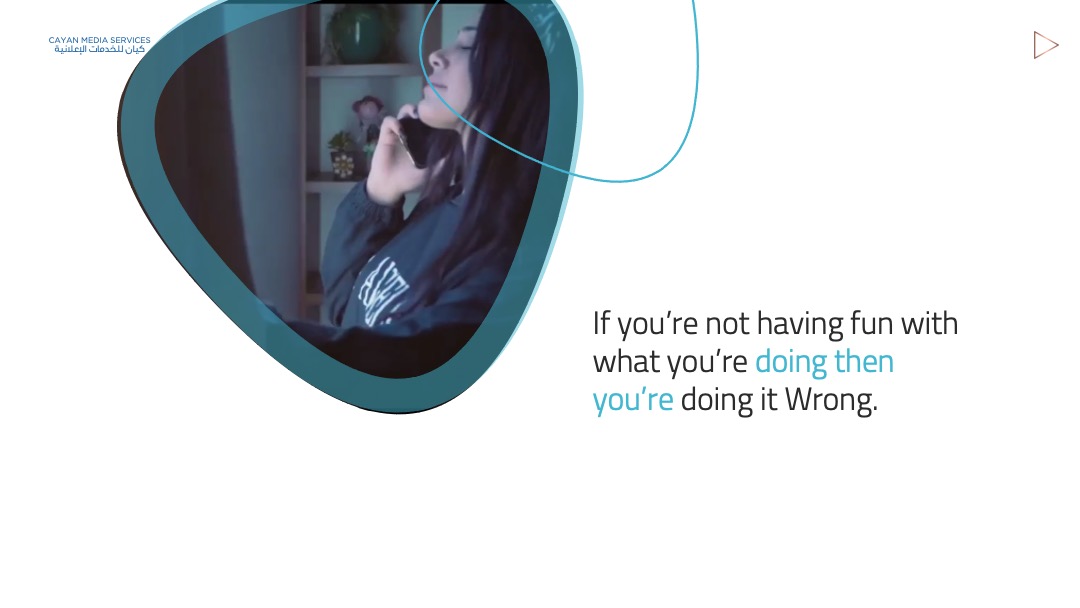 CAYAN MEDIA SERVICES
كيان للخدمات الإعلانية
If you're not having fun with
what you're doing then
you're doing it Wrong.